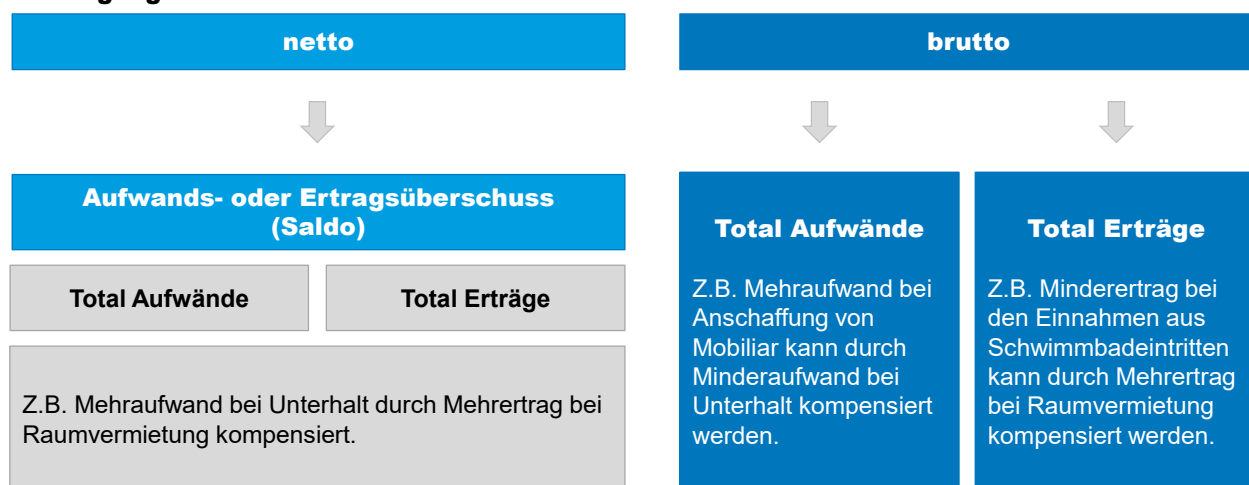 netto
Aufwands- oder Ertragsüberschuss
(Saldo)
Total Aufwände
Total Erträge
Z.B. Mehraufwand bei Unterhalt durch Mehrertrag bei
Raumvermietung kompensiert.
brutto
Total Aufwände
Z.B. Mehraufwand bei
Anschaffung von
Mobiliar kann durch
Minderaufwand bei
Unterhalt kompensiert
werden.
Total Erträge
Z.B. Minderertrag bei
den Einnahmen aus
Schwimmbadeintritten
kann durch Mehrertrag
bei Raumvermietung
kompensiert werden.